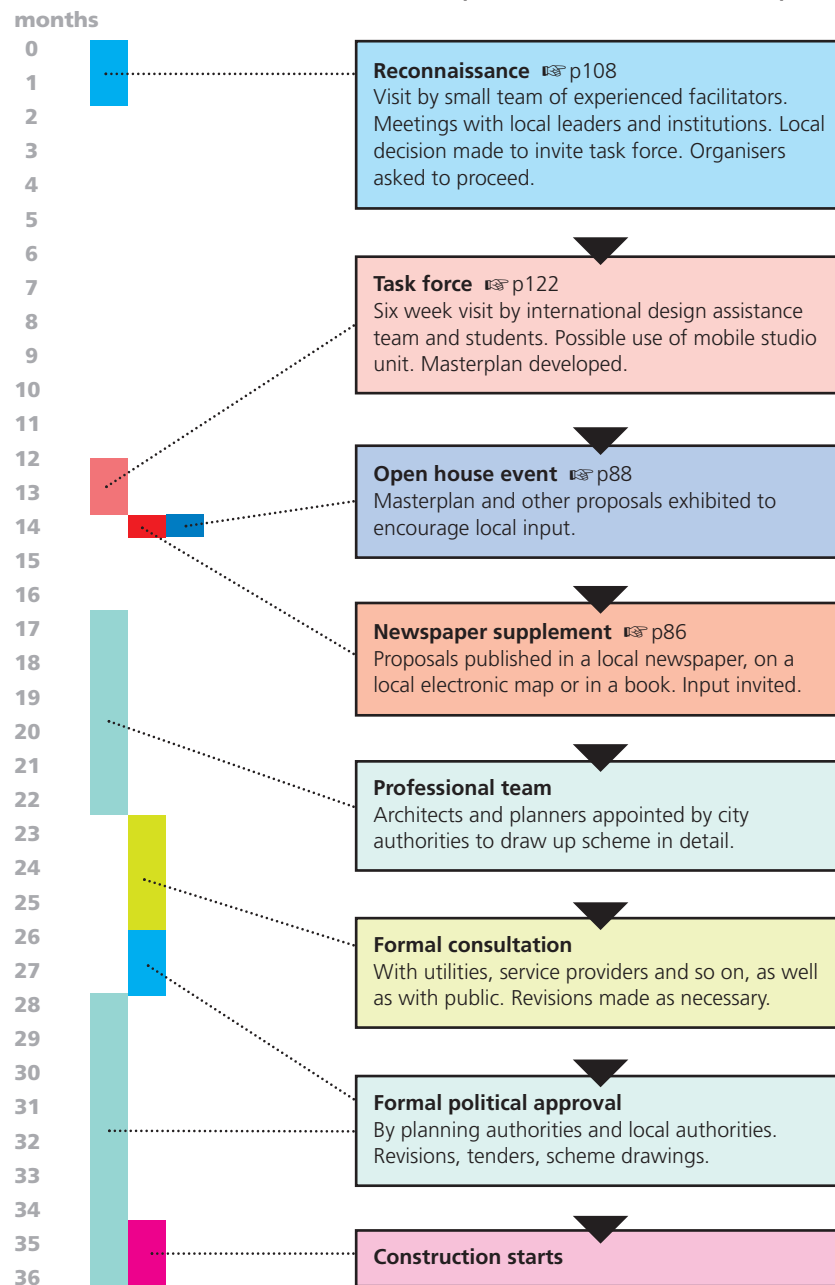 months
0
1
2
3
4
5
6
7
8
9
10
11
12
13
14
15
16
17
18
19
20
21
22
23
24
25
26
27
28
29
30
31
32
33
34
35
36
Reconnaissance ☞ p108
Visit by small team of experienced facilitators.
Meetings with local leaders and institutions. Local
decision made to invite task force. Organisers
asked to proceed.
Task force ☞ p122
Six week visit by international design assistance
team and students. Possible use of mobile studio
unit. Masterplan developed.
Open house event ☞ p88
Masterplan and other proposals exhibited to
encourage local input.
Newspaper supplement ☞ p86
Proposals published in a local newspaper, on a
local electronic map or in a book. Input invited.
Professional team
Architects and planners appointed by city
authorities to draw up scheme in detail.
Formal consultation
With utilities, service providers and so on, as well
as with public. Revisions made as necessary.
Formal political approval
By planning authorities and local authorities.
Revisions, tenders, scheme drawings.
Construction starts